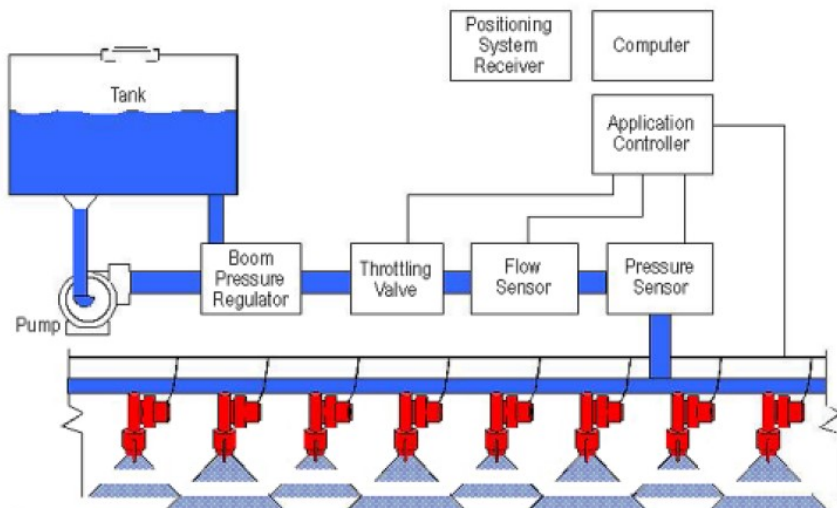 Positioning
System
Receiver
Computer
Tank
Application
Controller
Boom
Pressure
Regulator
Throttling
Valve
Flow
Sensor
Pressure
Sensor
Pump